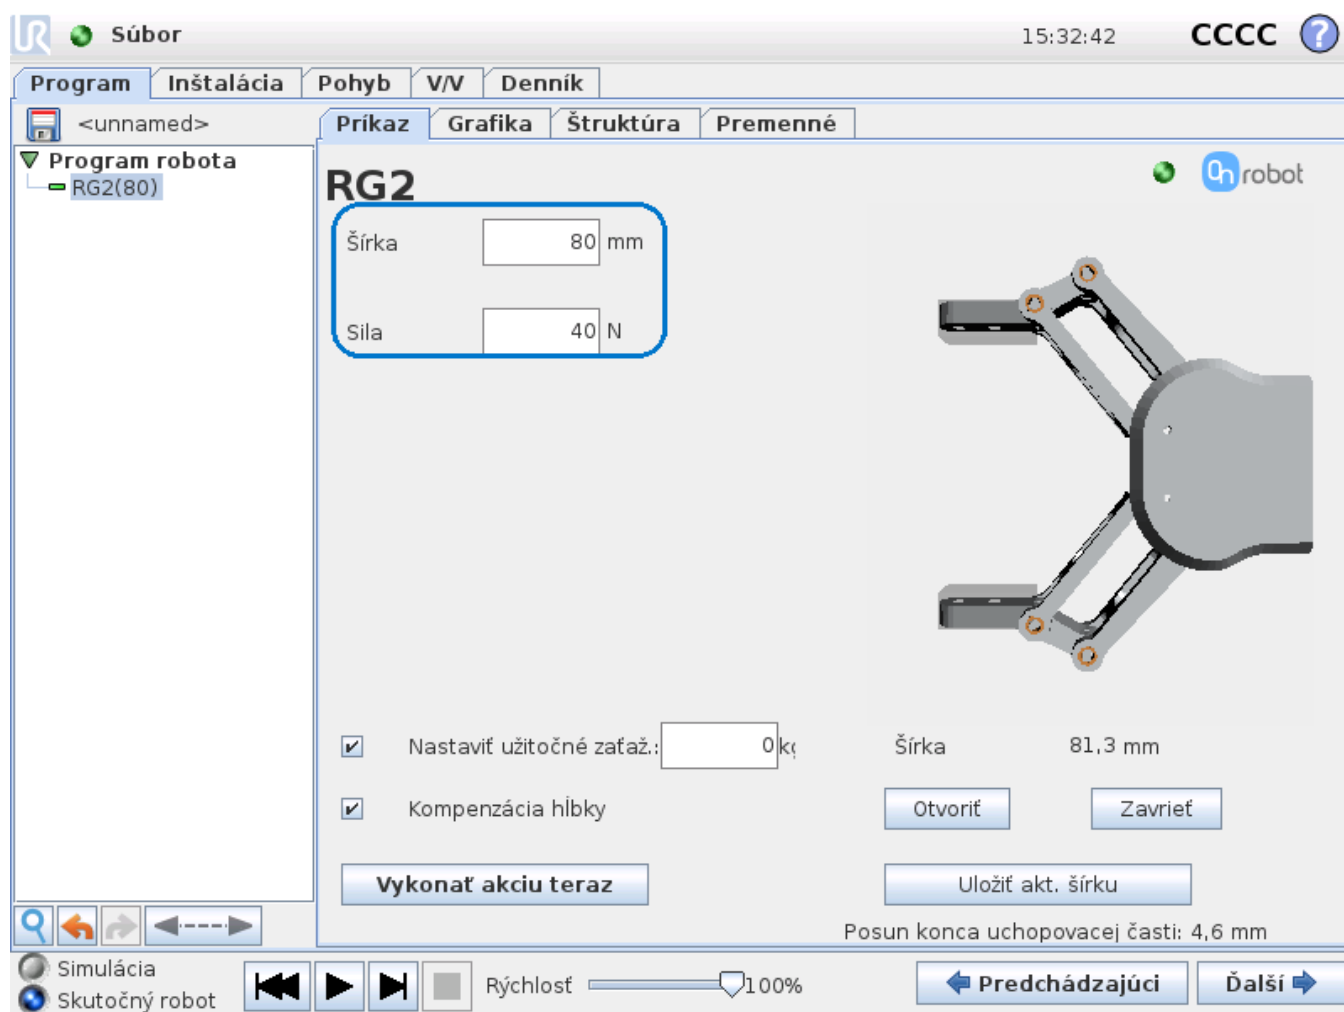 UR Súbor 15:32:42 CCCC ?
Program Inštalácia Pohyb V/V Denník
<unnamed> Príkaz Grafika Štruktúra Premenné
Program robota
RG2(80)
RG2
On robot
Šírka 80 mm
Sila 40 N
Nastaviť užitočné zaťaž.: 0 kg Šírka 81,3 mm
Kompenzácia hĺbky Otvoriť Zavrieť
Vykonať akciu teraz Uložiť akt. šírku
Posun konca uchopovacej časti: 4,6 mm
Simulácia
Skutočný robot Rýchlosť 100% Predchádzajúci Ďalší